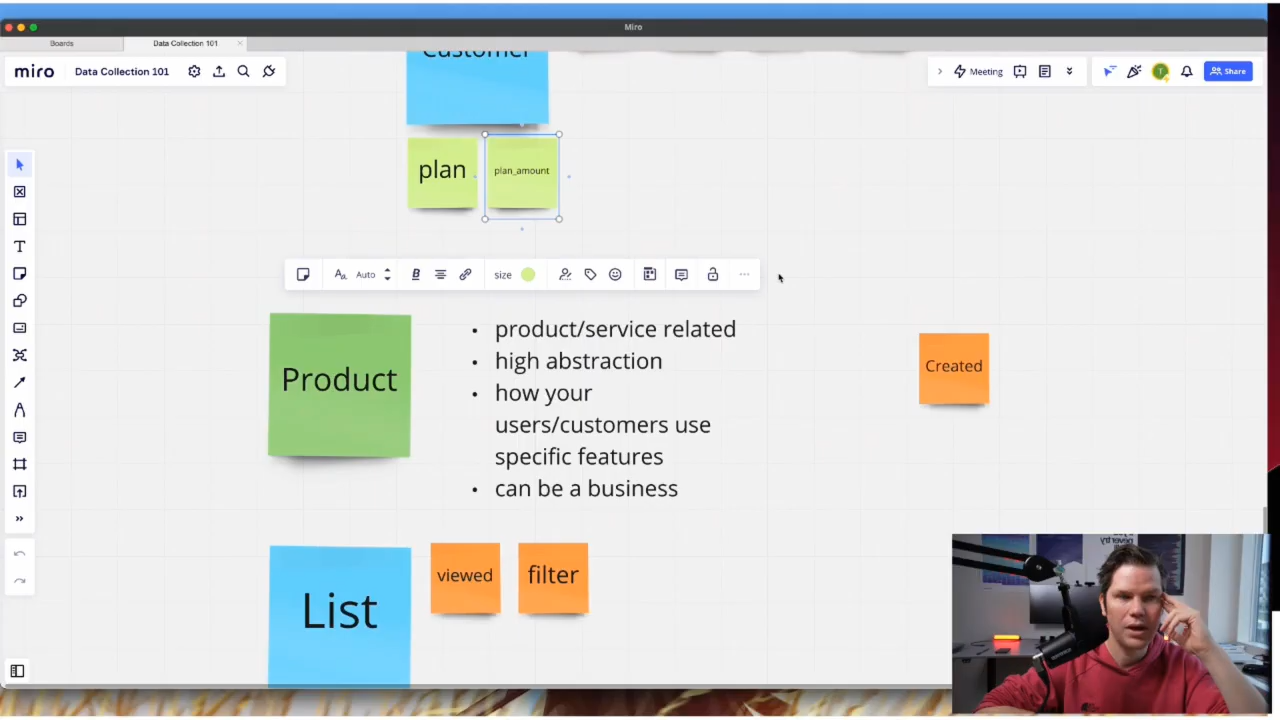 Miro
Boards
Data Collection 101
miro
Data Collection 101
Meeting
Share
Customer
plan
plan_amount
Auto
B
size
Product
• product/service related
• high abstraction
• how your
users/customers use
specific features
• can be a business
Created
List
viewed
filter